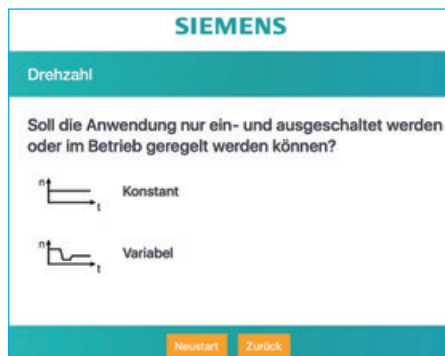 SIEMENS
Drehzahl
Soll die Anwendung nur ein- und ausgeschaltet werden
oder im Betrieb geregelt werden können?
n
t
Konstant
n
t
Variabel
Neustart Zurück